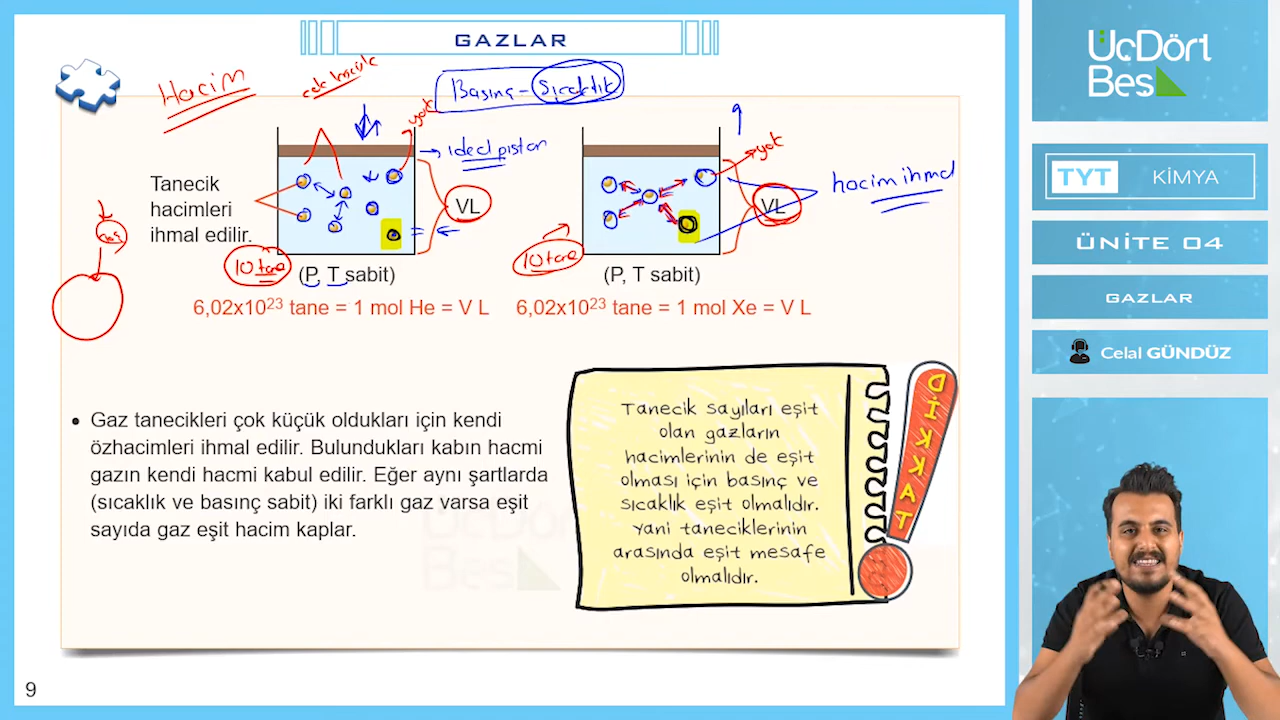 GAZLAR
Hacim
Basınç - Sıcaklık
yok
ideal piston
yok
hacim ihmal
Tanecik
hacimleri
ihmal edilir.
VL
VL
10 tane
10 tane
(P, T sabit)
(P, T sabit)
6,02x10²³ tane = 1 mol He = V L
6,02x10²³ tane = 1 mol Xe = V L
• Gaz tanecikleri çok küçük oldukları için kendi
özhacimleri ihmal edilir. Bulundukları kabın hacmi
gazın kendi hacmi kabul edilir. Eğer aynı şartlarda
(sıcaklık ve basınç sabit) iki farklı gaz varsa eşit
sayıda gaz eşit hacim kaplar.
Tanecik sayıları eşit
olan gazların
hacimlerinin de eşit
olması için basınç ve
sıcaklık eşit olmalıdır.
Yani taneciklerinin
arasında eşit mesafe
olmalıdır.
DİKKAT
9
ÜçDört
Beş
TYT KİMYA
ÜNİTE 04
GAZLAR
Celal GÜNDÜZ